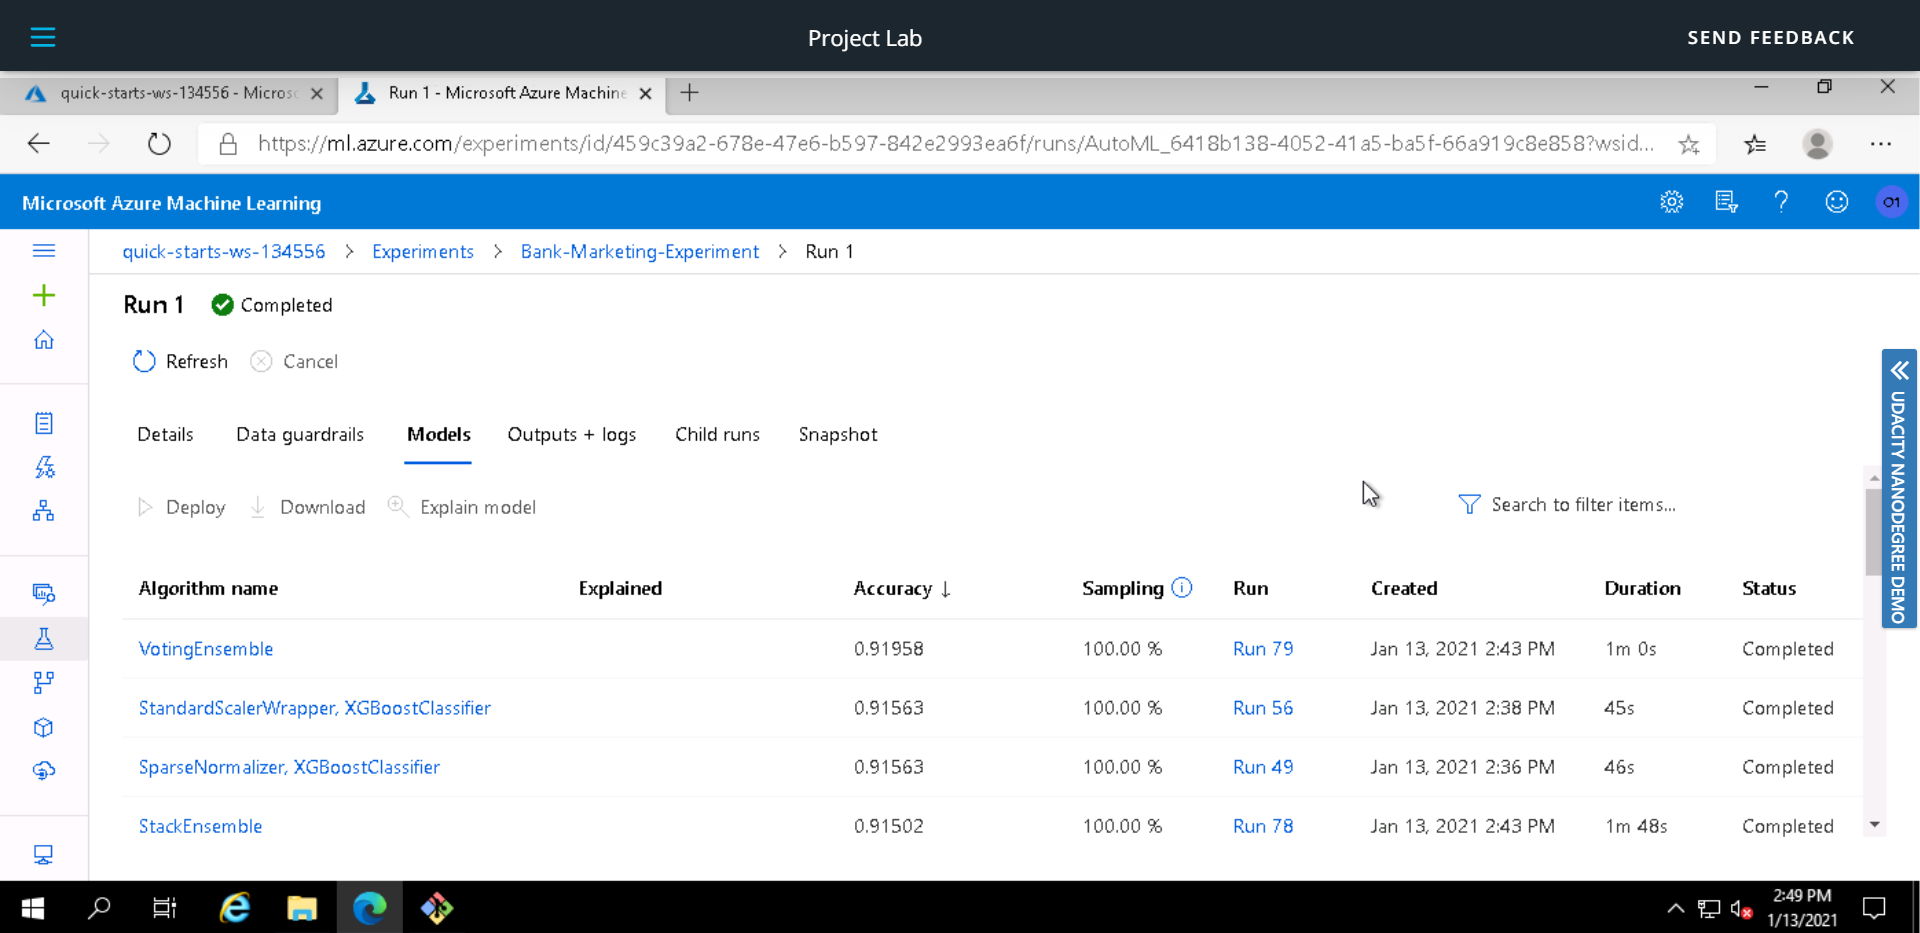 Project Lab
SEND FEEDBACK
quick-starts-ws-134556 - Micros
Run 1 - Microsoft Azure Machine
https://ml.azure.com/experiments/id/459c39a2-678e-47e6-b597-842e2993ea6f/runs/AutoML_6418b138-4052-41a5-ba5f-66a919c8e858?wsid...
Microsoft Azure Machine Learning
O1
quick-starts-ws-134556 > Experiments > Bank-Marketing-Experiment > Run 1
Run 1 Completed
Refresh Cancel
Details Data guardrails Models Outputs + logs Child runs Snapshot
Deploy Download Explain model Search to filter items...
Algorithm name Explained Accuracy ↓ Sampling Run Created Duration Status
VotingEnsemble 0.91958 100.00 % Run 79 Jan 13, 2021 2:43 PM 1m 0s Completed
StandardScalerWrapper, XGBoostClassifier 0.91563 100.00 % Run 56 Jan 13, 2021 2:38 PM 45s Completed
SparseNormalizer, XGBoostClassifier 0.91563 100.00 % Run 49 Jan 13, 2021 2:36 PM 46s Completed
StackEnsemble 0.91502 100.00 % Run 78 Jan 13, 2021 2:43 PM 1m 48s Completed
UDACITY NANODEGREE DEMO
2:49 PM
1/13/2021